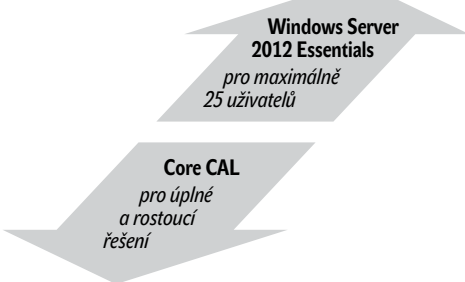 Windows Server
2012 Essentials
pro maximálně
25 uživatelů
Core CAL
pro úplné
a rostoucí
řešení